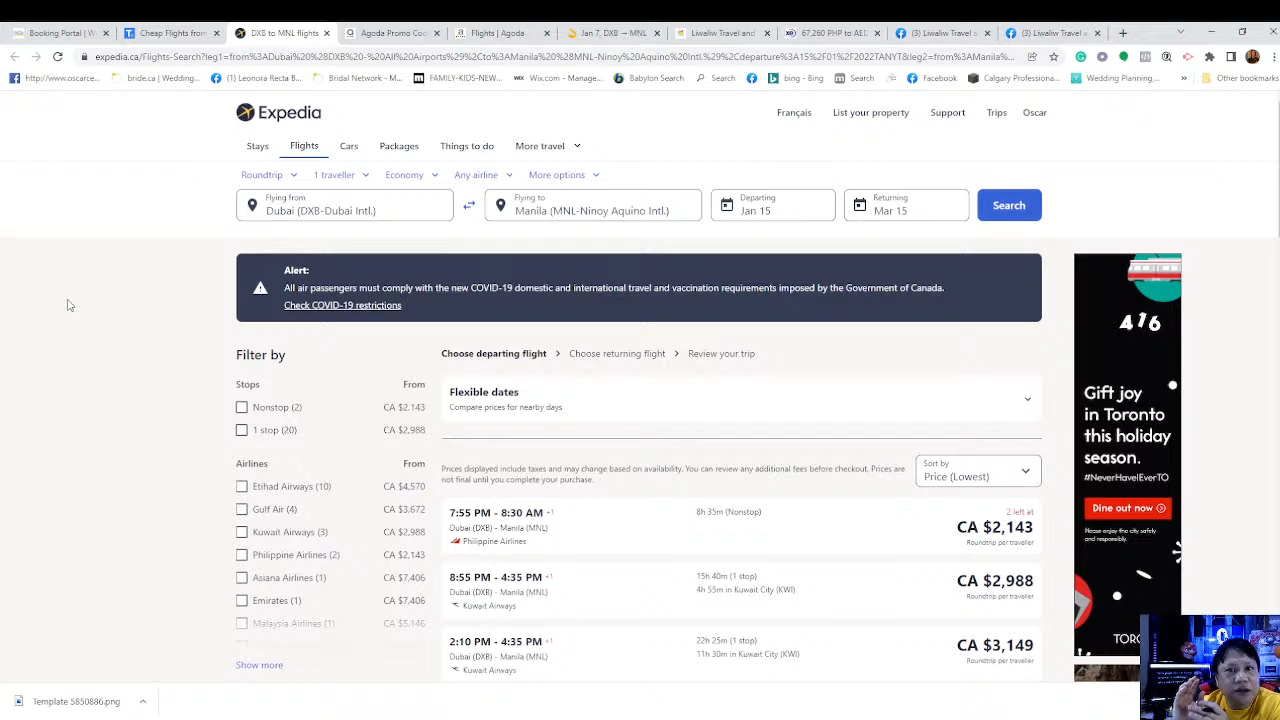 Booking Portal | W
Cheap Flights from
DXB to MNL flights
Agoda Promo Co
Flights | Agoda
Jan 7, DXB → MNL
Liwaliw Travel and
67,260 PHP to AED
(3) Liwaliw Travel a
(3) Liwaliw Travel a
expedia.ca/Flights-Search?leg1=from%3ADubai%20%28DXB%20-%20All%20Airports%29%2Cto%3AManila%20%28MNL-Ninoy%20Aquino%20Intl.%29%2Cdeparture%3A15%2F01%2F2022TANYT&leg2=from%3AManila%...
http://www.oscarce...
bride.ca | Wedding...
(1) Leonora Recta B...
Bridal Network - M...
FAMILY-KIDS-NEW...
Wix.com - Manage...
Babylon Search
Search
bing - Bing
Search
Facebook
Calgary Professiona...
Wedding Planning,...
»
Other bookmarks
Expedia
Français
List your property
Support
Trips
Oscar
Stays
Flights
Cars
Packages
Things to do
More travel
Roundtrip
1 traveller
Economy
Any airline
More options
Flying from
Dubai (DXB-Dubai Intl.)
Flying to
Manila (MNL-Ninoy Aquino Intl.)
Departing
Jan 15
Returning
Mar 15
Search
Alert:
All air passengers must comply with the new COVID-19 domestic and international travel and vaccination requirements imposed by the Government of Canada.
Check COVID-19 restrictions
Filter by
Stops From
Nonstop (2) CA $2,143
1 stop (20) CA $2,988
Airlines From
Etihad Airways (10) CA $4,570
Gulf Air (4) CA $3,672
Kuwait Airways (3) CA $2,988
Philippine Airlines (2) CA $2,143
Asiana Airlines (1) CA $7,406
Emirates (1) CA $7,406
Malaysia Airlines (1) CA $5,146
Show more
Choose departing flight > Choose returning flight > Review your trip
Flexible dates
Compare prices for nearby days
Prices displayed include taxes and may change based on availability. You can review any additional fees before checkout. Prices are
not final until you complete your purchase.
Sort by
Price (Lowest)
7:55 PM - 8:30 AM +1
Dubai (DXB) - Manila (MNL)
Philippine Airlines
8h 35m (Nonstop)
2 left at
CA $2,143
Roundtrip per traveller
8:55 PM - 4:35 PM +1
Dubai (DXB) - Manila (MNL)
Kuwait Airways
15h 40m (1 stop)
4h 55m in Kuwait City (KWI)
CA $2,988
Roundtrip per traveller
2:10 PM - 4:35 PM +1
Dubai (DXB) - Manila (MNL)
Kuwait Airways
22h 25m (1 stop)
11h 30m in Kuwait City (KWI)
CA $3,149
Roundtrip per traveller
416
Gift joy
in Toronto
this holiday
season.
#NeverHaveIEverTO
Dine out now
Please enjoy the city safely
and responsibly.
TORO
Template 5850886.png